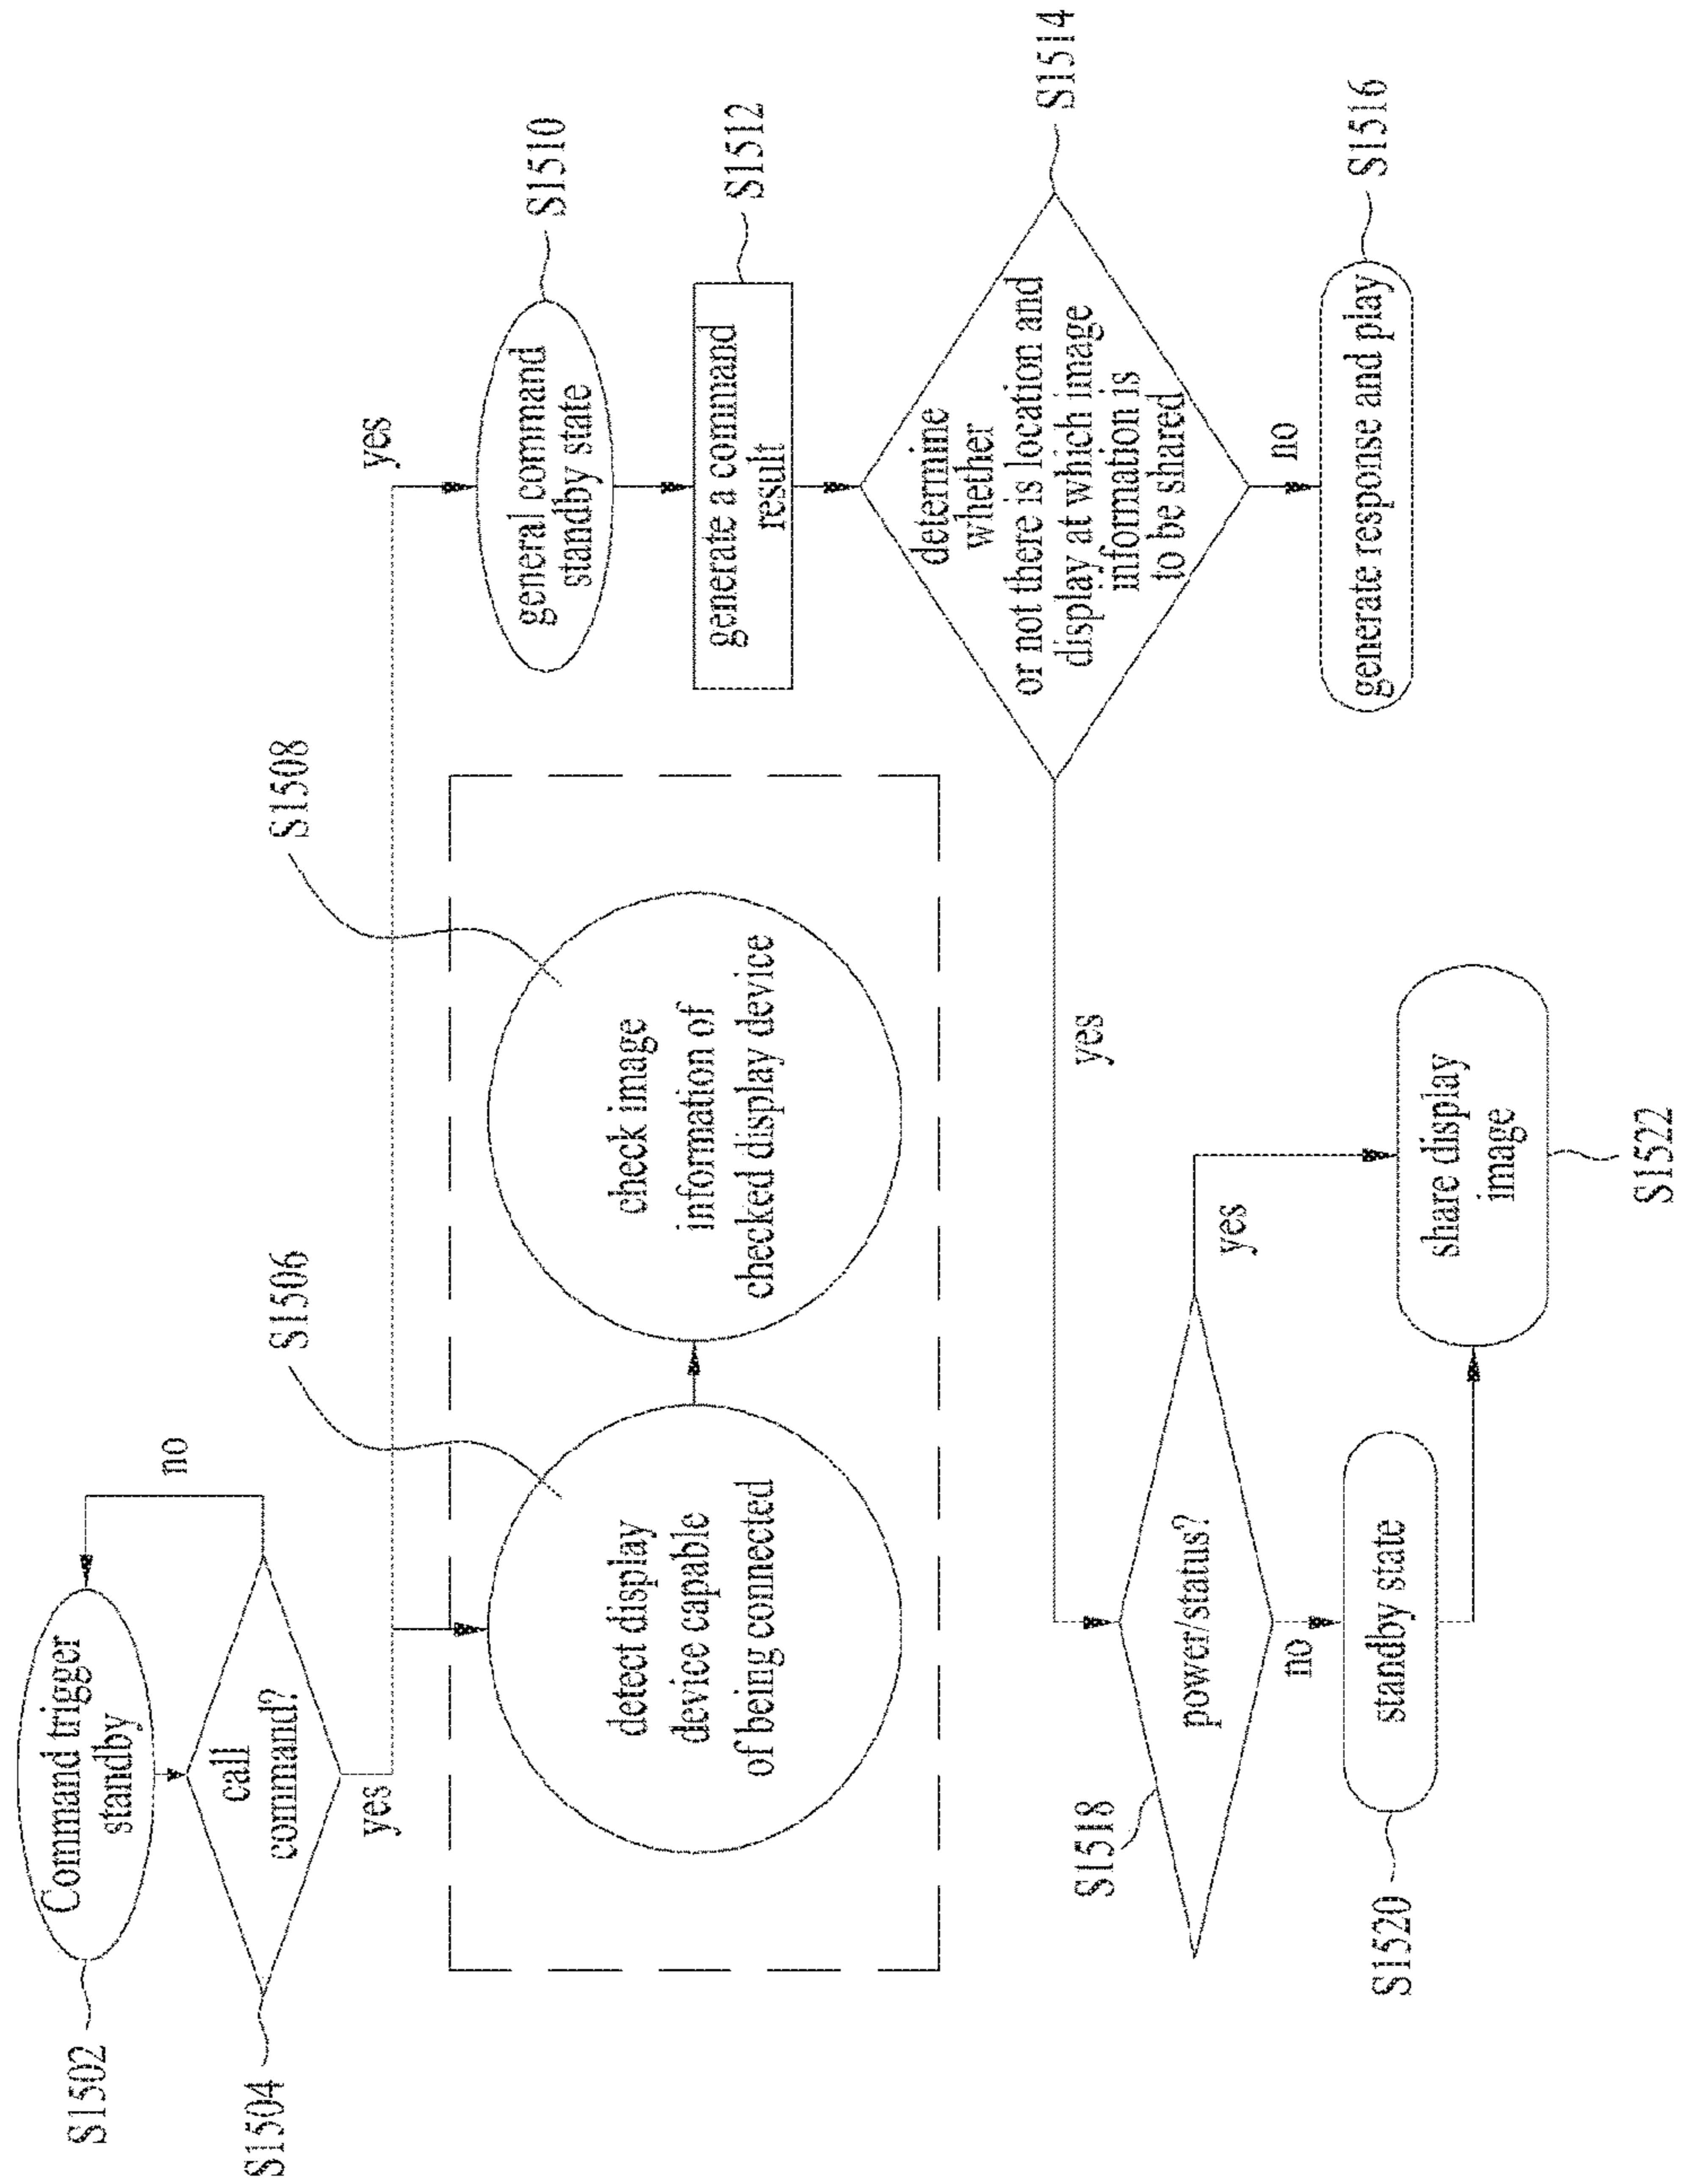 S1502
Command trigger
standby
S1504
call
command?
no
yes
yes
S1506
detect display
device capable
of being connected
S1508
check image
information of
checked display device
S1510
general command
standby state
S1512
generate a command
result
S1514
determine
whether
or not there is location and
display at which image
information is
to be shared
yes
no
S1516
generate response and play
S1518
power/status?
no
yes
S1520
standby state
share display
image
S1522